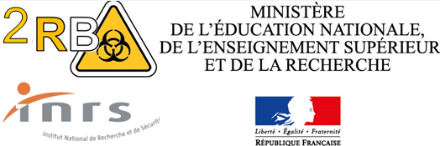 2RB
MINISTÈRE
DE L'ÉDUCATION NATIONALE,
DE L'ENSEIGNEMENT SUPÉRIEUR
ET DE LA RECHERCHE
inrs
Institut National de Recherche et de Sécurité
Liberté • Égalité • Fraternité
RÉPUBLIQUE FRANÇAISE